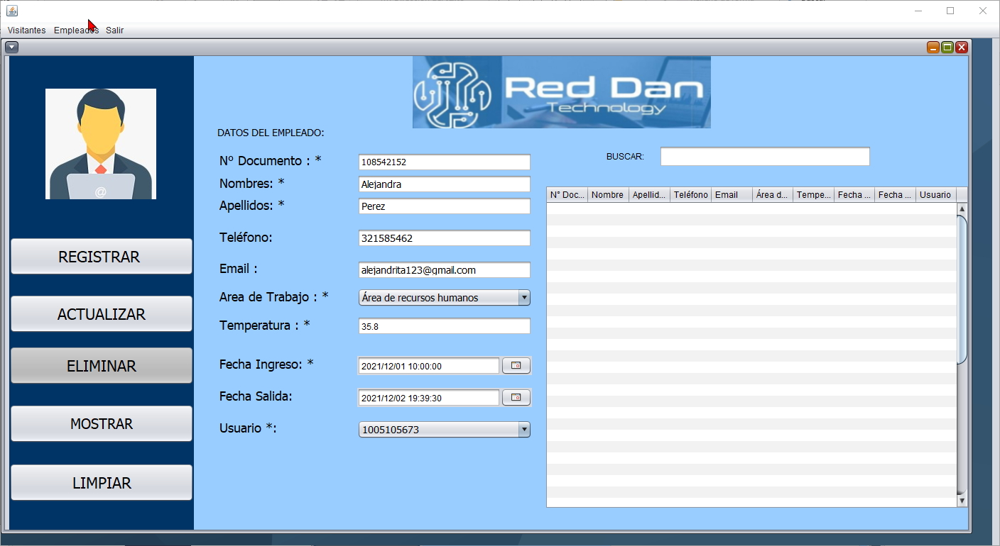 Visitantes Empleados Salir
Red Dan
Technology
@
REGISTRAR
ACTUALIZAR
ELIMINAR
MOSTRAR
LIMPIAR
DATOS DEL EMPLEADO:
Nº Documento : * 108542152
Nombres: * Alejandra
Apellidos: * Perez
Teléfono: 321585462
Email : alejandrita123@gmail.com
Area de Trabajo : * Área de recursos humanos
Temperatura : * 35.8
Fecha Ingreso: * 2021/12/01 10:00:00
Fecha Salida: 2021/12/02 19:39:30
Usuario *: 1005105673
BUSCAR:
N° Doc... Nombre Apellid... Teléfono Email Área d... Tempe... Fecha ... Fecha ... Usuario